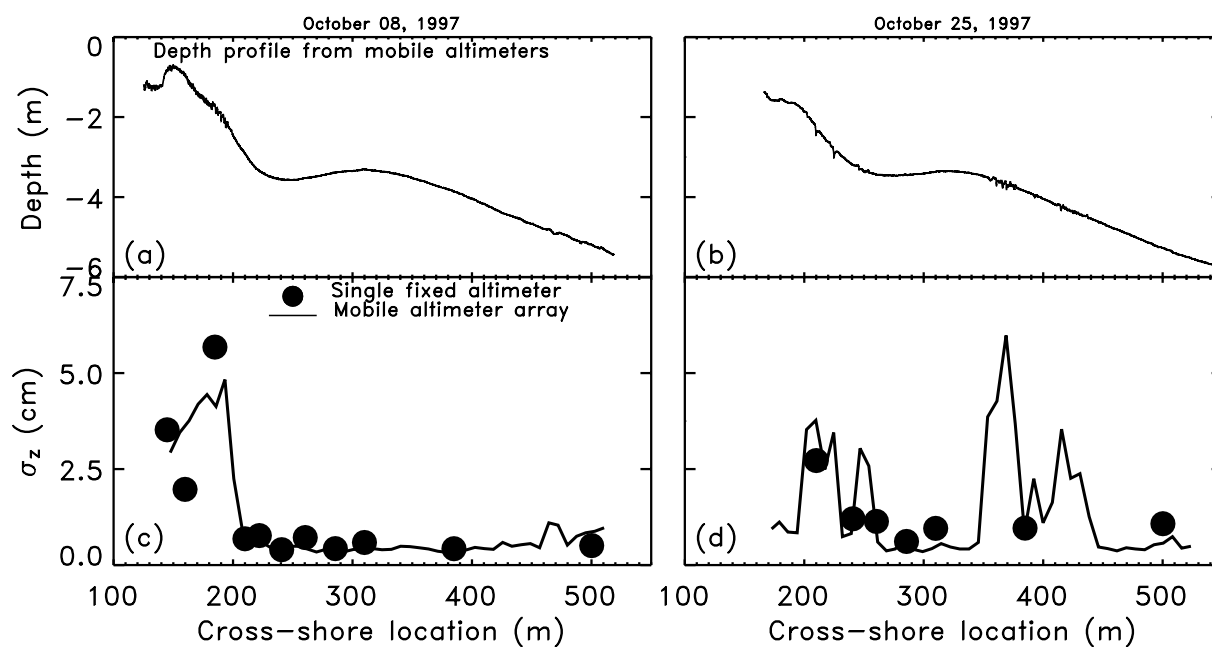 October 08, 1997
October 25, 1997
Depth profile from mobile altimeters
0
−2
−4
−6
Depth (m)
(a)
(b)
7.5
5.0
2.5
0.0
σz (cm)
Single fixed altimeter
Mobile altimeter array
(c)
(d)
100 200 300 400 500
100 200 300 400 500
Cross−shore location (m)
Cross−shore location (m)